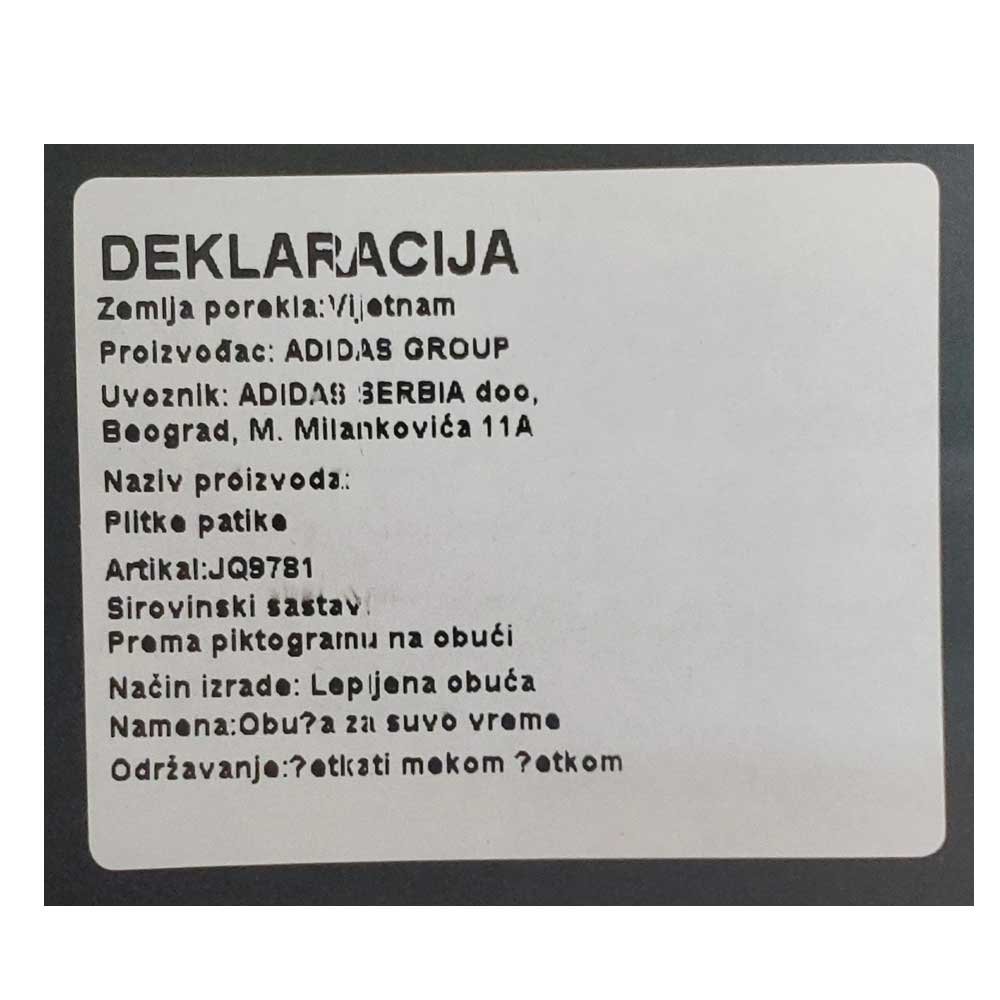 DEKLARACIJA
Zemlja porekla:Vijetnam
Proizvođac: ADIDAS GROUP
Uvoznik: ADIDAS SERBIA doo,
Beograd, M. Milankovića 11A
Naziv proizvoda:
Plitke patike
Artikal:JQ9781
Sirovinski sastav:
Prema piktogramu na obući
Način izrade: Lepljena obuća
Namena:Obu?a za suvo vreme
Održavanje:?etkati mekom ?etkom